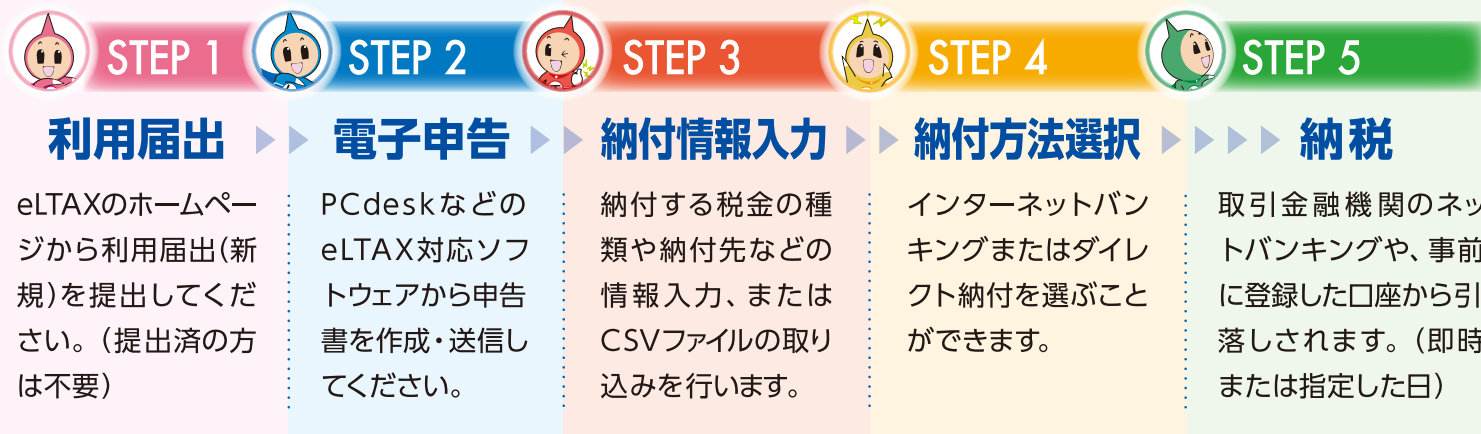 STEP 1
利用届出
eLTAXのホームペー
ジから利用届出(新
規)を提出してくだ
さい。(提出済の方
は不要)
STEP 2
電子申告
PCdeskなどの
eLTAX対応ソフ
トウェアから申告
書を作成・送信し
てください。
STEP 3
納付情報入力
納付する税金の種
類や納付先などの
情報入力、または
CSVファイルの取り
込みを行います。
STEP 4
納付方法選択
インターネットバン
キングまたはダイレ
クト納付を選ぶこと
ができます。
STEP 5
納税
取引金融機関のネッ
トバンキングや、事前
に登録した口座から引
落しされます。(即時
または指定した日)